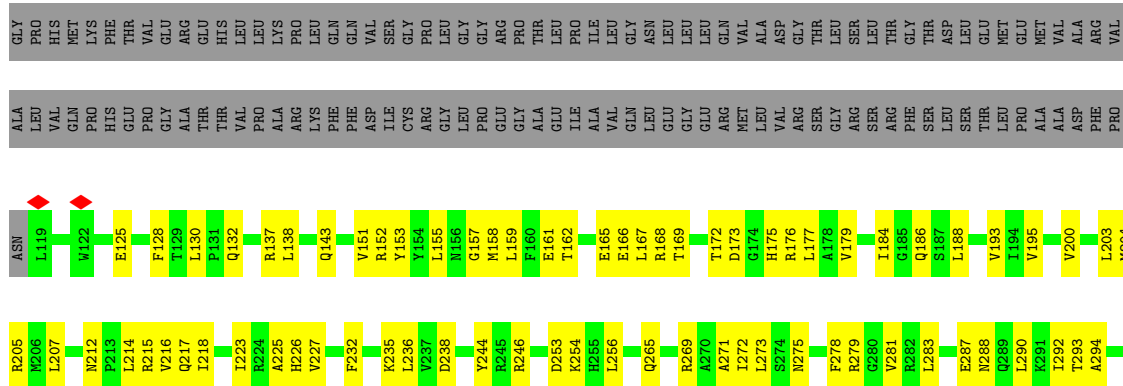 GLY PRO HIS MET LYS PHE THR VAL GLU ARG GLU HIS LEU LEU LYS PRO LEU GLN GLN VAL SER GLY PRO LEU GLY GLY ARG PRO THR LEU PRO ILE LEU GLY ASN LEU LEU LEU GLN VAL ALA ASP GLY THR LEU SER LEU THR GLY THR ASP LEU GLU MET GLU MET VAL ALA ARG VAL
ALA LEU VAL GLN PRO HIS GLU PRO GLY ALA THR THR VAL PRO ALA ARG LYS PHE PHE ASP ILE CYS ARG GLY LEU PRO GLU GLY ALA GLU ILE ALA VAL GLN LEU GLU GLY GLU ARG MET LEU VAL ARG SER GLY ARG SER ARG PHE SER LEU SER THR LEU PRO ALA ALA ASP PHE PRO
ASN L119 W122 E125 F128 T129 L130 P131 Q132 R137 L138 Q143 V151 R152 Y153 Y154 L155 N156 G157 M158 L159 F160 E161 T162 E165 E166 L167 R168 T169 T172 D173 G174 H175 R176 L177 A178 V179 I184 G185 Q186 S187 L188 V193 I194 V195 V200 L203
R205 M206 L207 N212 P213 L214 R215 V216 Q217 I218 I223 R224 A225 H226 V227 F232 K235 L236 V237 D238 Y244 R245 R246 D253 K254 H255 L256 Q265 R269 A270 A271 I272 L273 S274 N275 F278 R279 G280 V281 R282 L283 E287 N288 Q289 L290 K291 I292 T293 A294